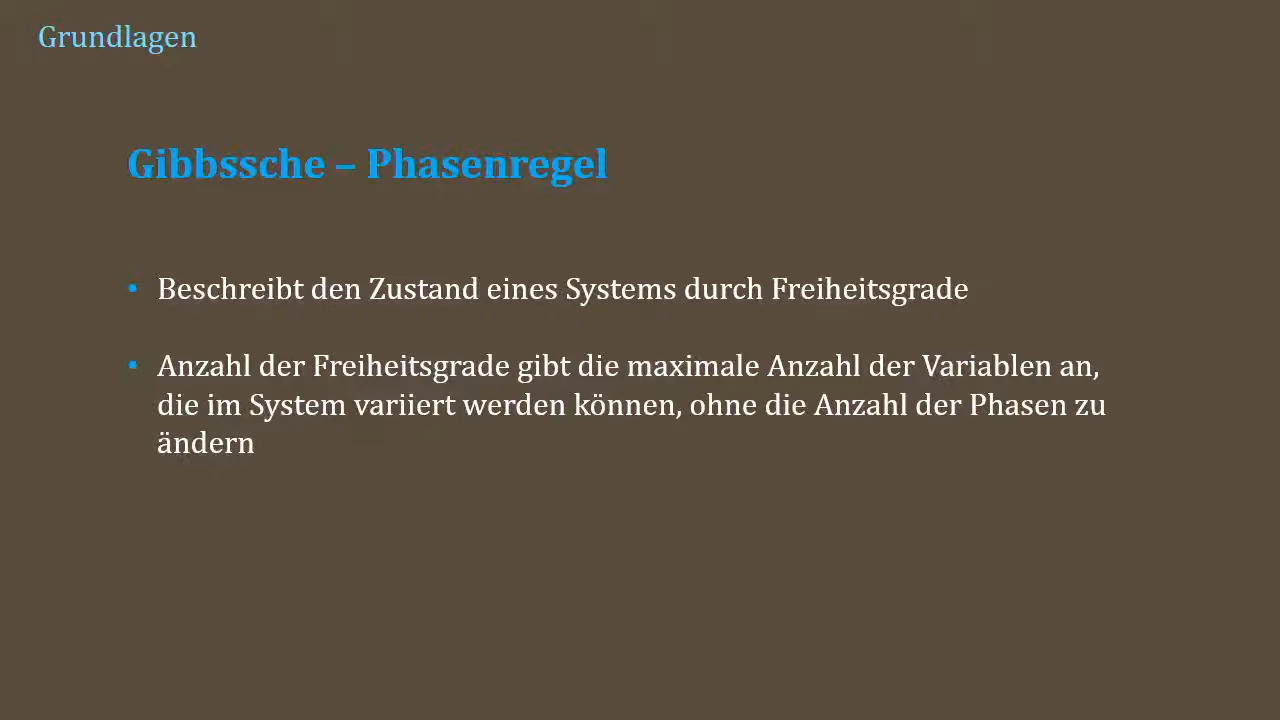 Grundlagen
Gibbssche – Phasenregel
• Beschreibt den Zustand eines Systems durch Freiheitsgrade
• Anzahl der Freiheitsgrade gibt die maximale Anzahl der Variablen an,
die im System variiert werden können, ohne die Anzahl der Phasen zu
ändern